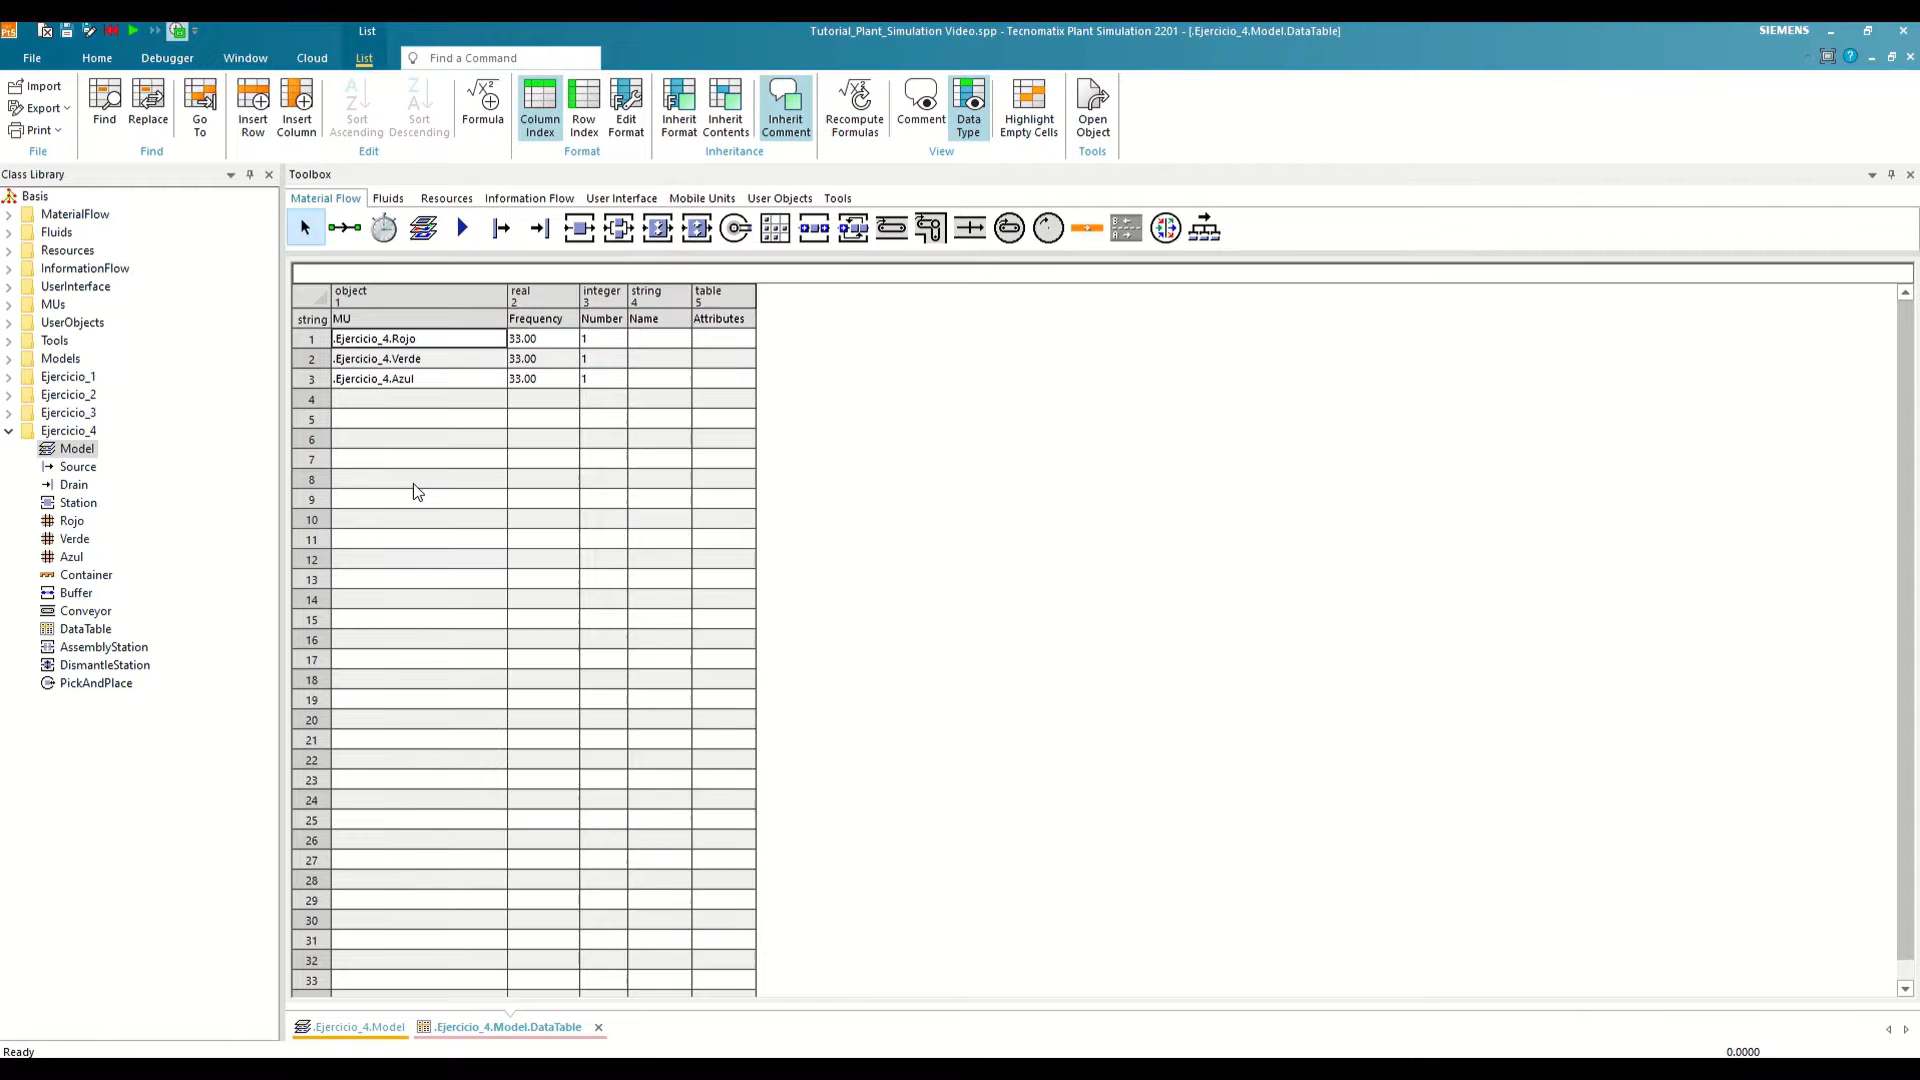 List
Tutorial_Plant_Simulation Video.spp - Tecnomatix Plant Simulation 2201 - [.Ejercicio_4.Model.DataTable]
SIEMENS
File Home Debugger Window Cloud List Find a Command
Import
Export
Print
File
Find
Replace
Go To
Find
Insert Row
Insert Column
Sort Ascending
Sort Descending
Edit
Formula
Column Index
Row Index
Edit Format
Format
Inherit Format
Inherit Contents
Inherit Comment
Inheritance
Recompute Formulas
Comment
Data Type
Highlight Empty Cells
View
Open Object
Tools
Class Library
Basis
MaterialFlow
Fluids
Resources
InformationFlow
UserInterface
MUs
UserObjects
Tools
Models
Ejercicio_1
Ejercicio_2
Ejercicio_3
Ejercicio_4
Model
Source
Drain
Station
Rojo
Verde
Azul
Container
Buffer
Conveyor
DataTable
AssemblyStation
DismantleStation
PickAndPlace
Toolbox
Material Flow Fluids Resources Information Flow User Interface Mobile Units User Objects Tools
object real integer string table
1 2 3 4 5
string MU Frequency Number Name Attributes
1 .Ejercicio_4.Rojo 33.00 1
2 .Ejercicio_4.Verde 33.00 1
3 .Ejercicio_4.Azul 33.00 1
4
5
6
7
8
9
10
11
12
13
14
15
16
17
18
19
20
21
22
23
24
25
26
27
28
29
30
31
32
33
.Ejercicio_4.Model .Ejercicio_4.Model.DataTable
Ready 0.0000